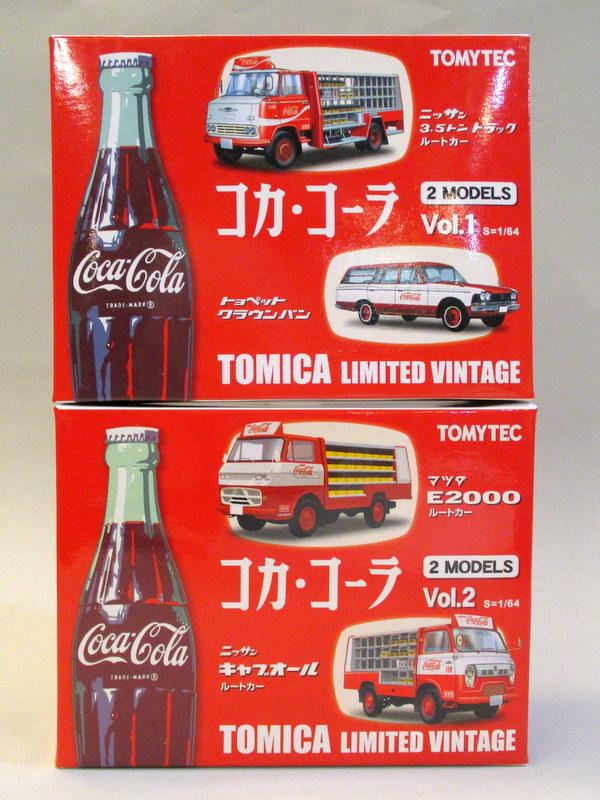 TOMYTEC
ニッサン
3.5トン トラック
ルートカー
コカ・コーラ
2 MODELS
Vol.1 S=1/64
Coca-Cola
TRADE-MARK®
トヨペット
クラウンバン
TOMICA LIMITED VINTAGE
TOMYTEC
マツダ
E2000
ルートカー
コカ・コーラ
2 MODELS
Vol.2 S=1/64
Coca-Cola
TRADE-MARK®
ニッサン
キャブオール
ルートカー
TOMICA LIMITED VINTAGE